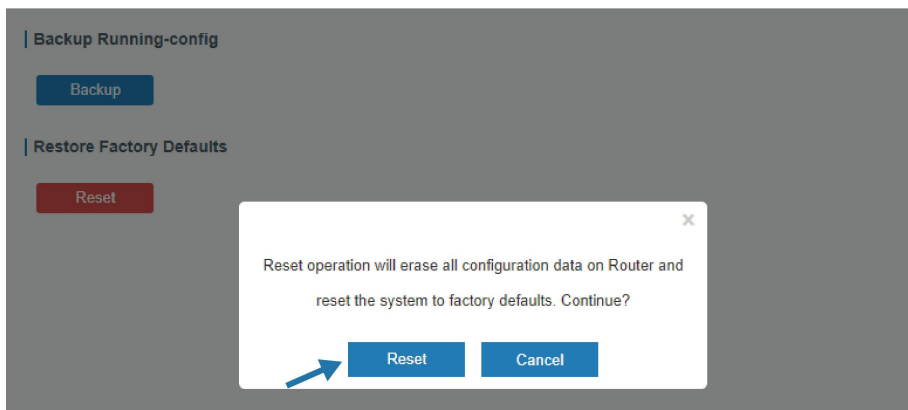 Backup Running-config
Backup
Restore Factory Defaults
Reset
Reset operation will erase all configuration data on Router and
reset the system to factory defaults. Continue?
Reset
Cancel